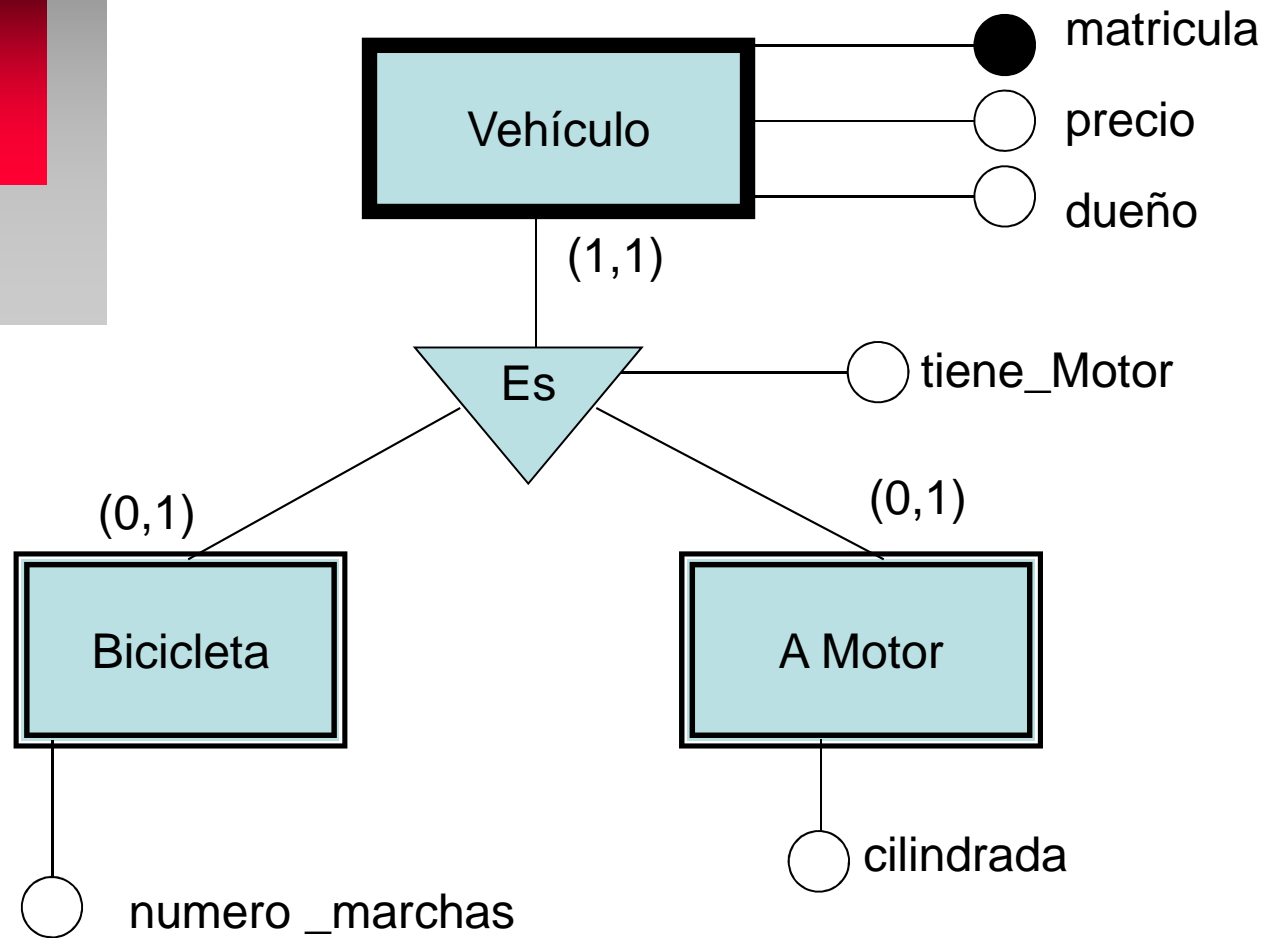 matricula
Vehículo
precio
dueño
(1,1)
Es
tiene_Motor
(0,1)
(0,1)
Bicicleta
A Motor
cilindrada
numero _marchas